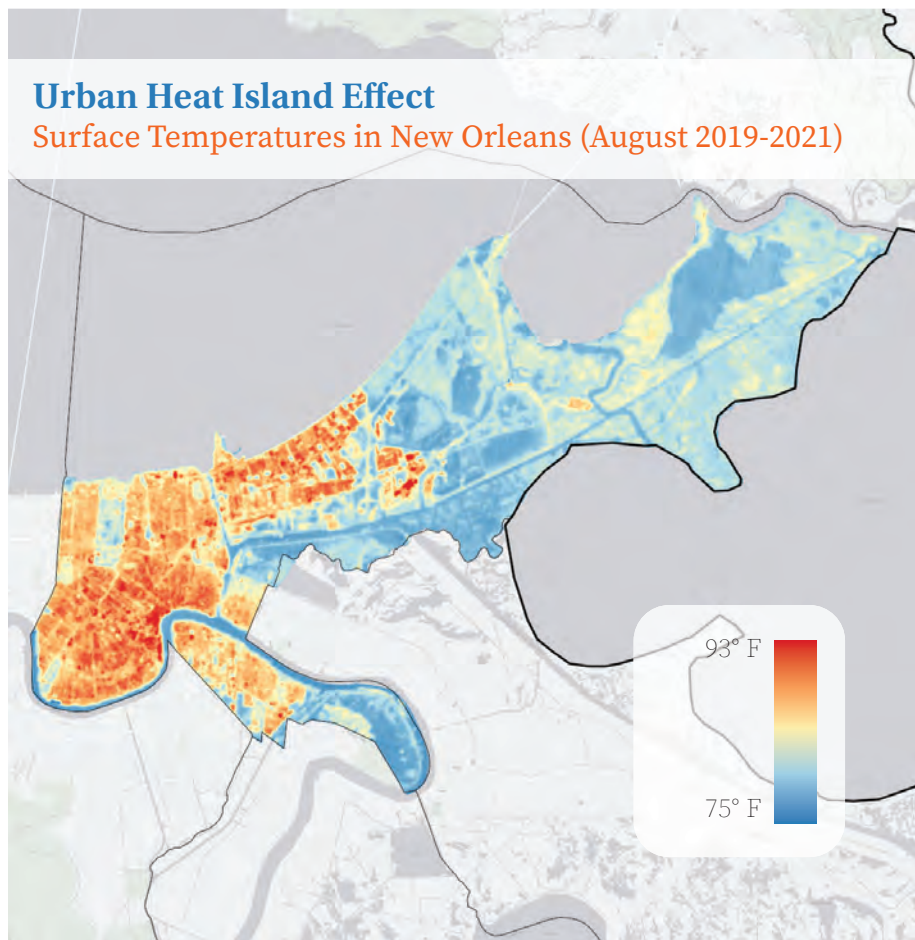 Urban Heat Island Effect
Surface Temperatures in New Orleans (August 2019-2021)
93° F
75° F